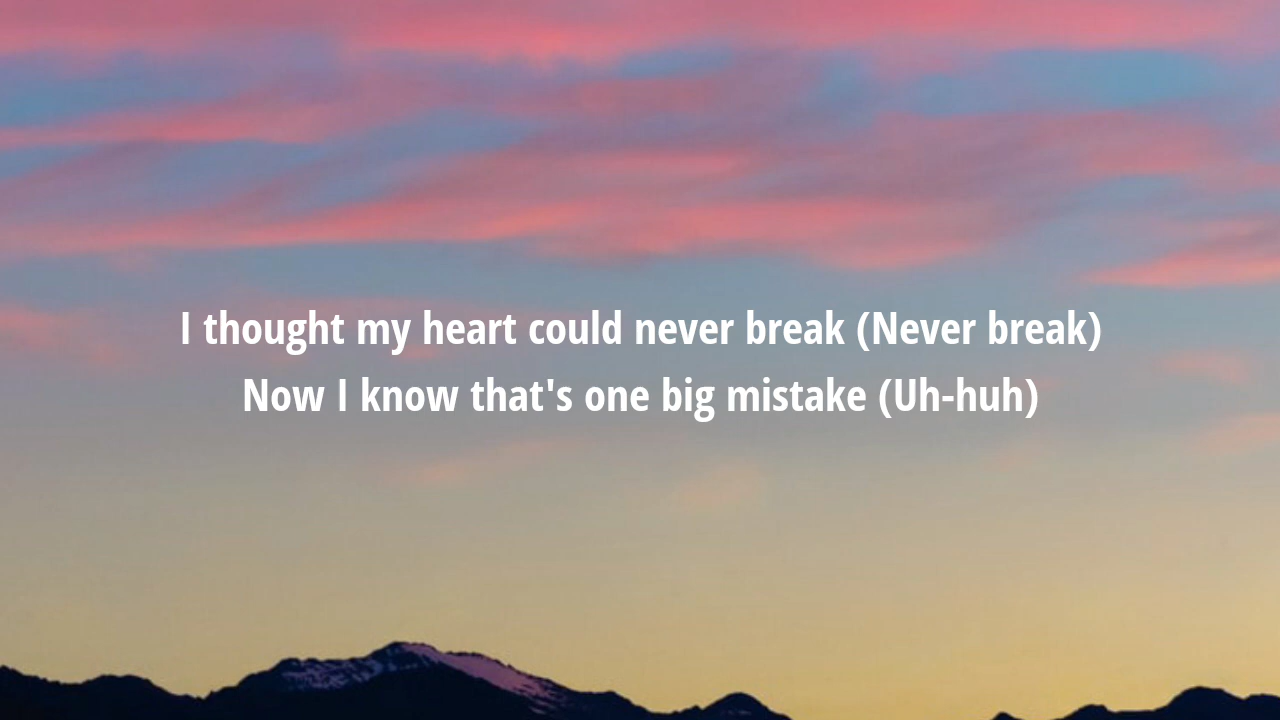 I thought my heart could never break (Never break)
Now I know that's one big mistake (Uh-huh)